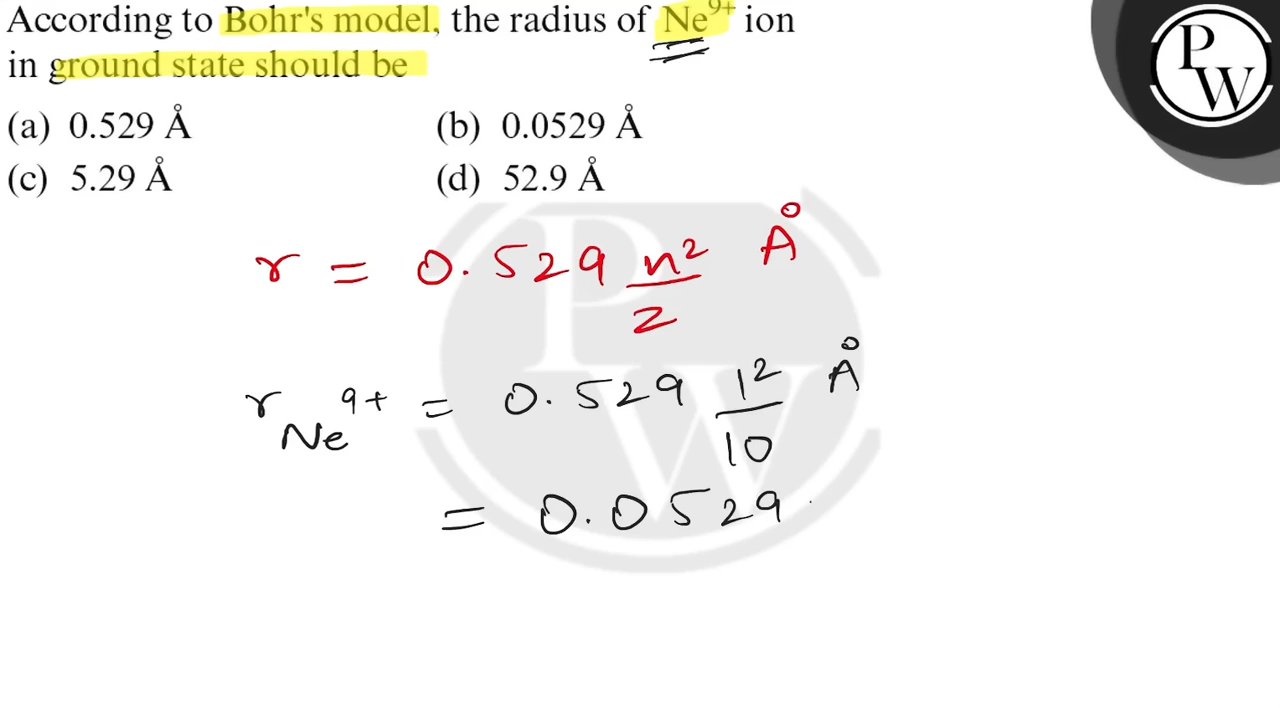 According to Bohr's model, the radius of Ne⁹⁺ ion
in ground state should be
(a) 0.529 Å (b) 0.0529 Å
(c) 5.29 Å (d) 52.9 Å
r = 0.529 n²/Z Å
r Ne⁹⁺ = 0.529 1²/10 Å
= 0.0529
P W
P W